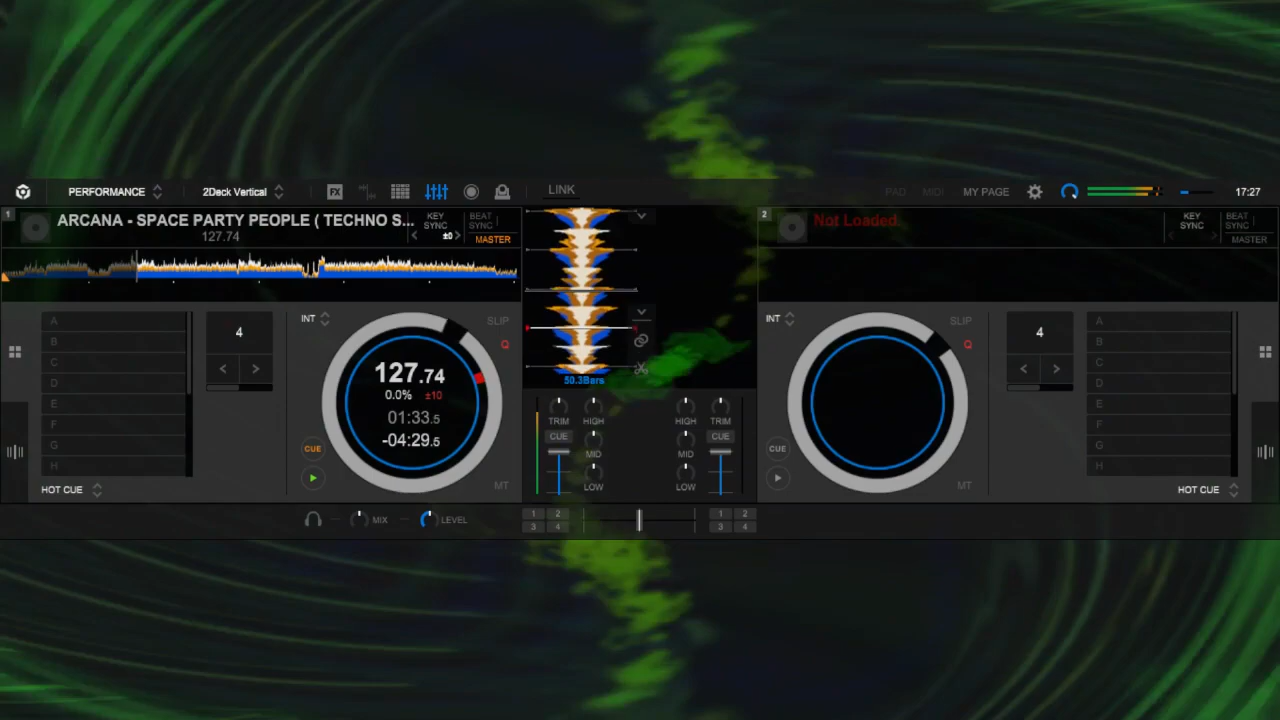 PERFORMANCE 2Deck Vertical FX LINK PAD MIDI MY PAGE 17:27
1 ARCANA - SPACE PARTY PEOPLE ( TECHNO S... KEY SYNC BEAT SYNC
127.74 ±0 MASTER
2 Not Loaded. KEY SYNC BEAT SYNC
MASTER
A
B
C
D
E
F
G
H
HOT CUE
4
INT
SLIP
Q
127.74
0.0% ±10
01:33.5
-04:29.5
CUE
MT
50.3Bars
TRIM HIGH HIGH TRIM
CUE CUE
MID MID
LOW LOW
INT
SLIP
Q
CUE
MT
4
A
B
C
D
E
F
G
H
HOT CUE
MIX LEVEL
1 2 1 2
3 4 3 4